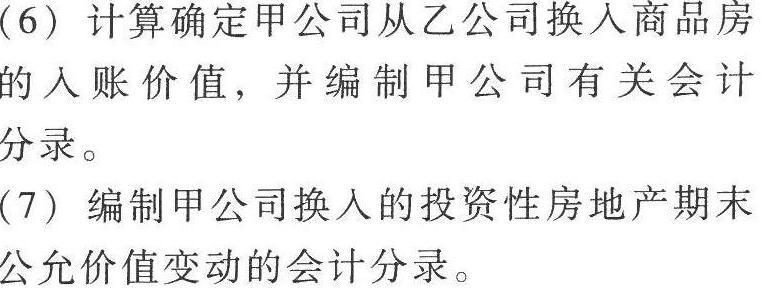 (6) 计算确定甲公司从乙公司换入商品房
的入账价值，并编制甲公司有关会计
分录。
(7) 编制甲公司换入的投资性房地产期末
公允价值变动的会计分录。